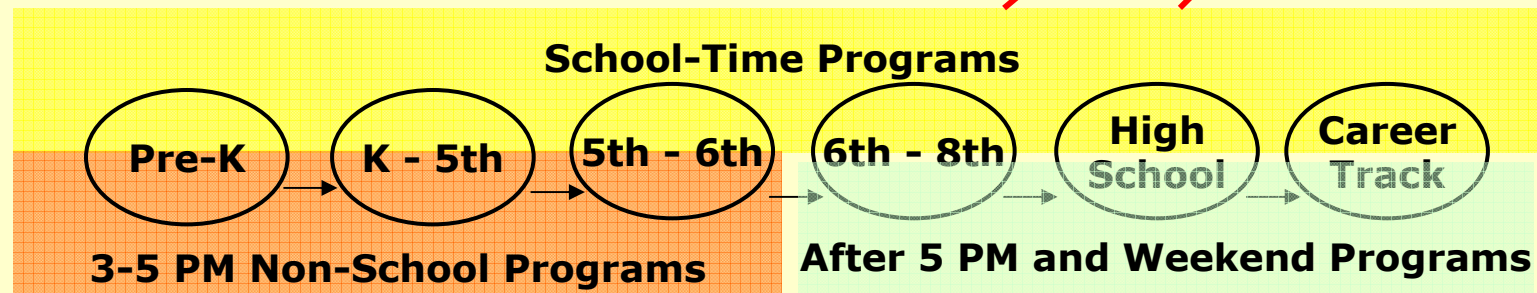 School-Time Programs
Pre-K
K - 5th
5th - 6th
6th - 8th
High
School
Career
Track
3-5 PM Non-School Programs
After 5 PM and Weekend Programs